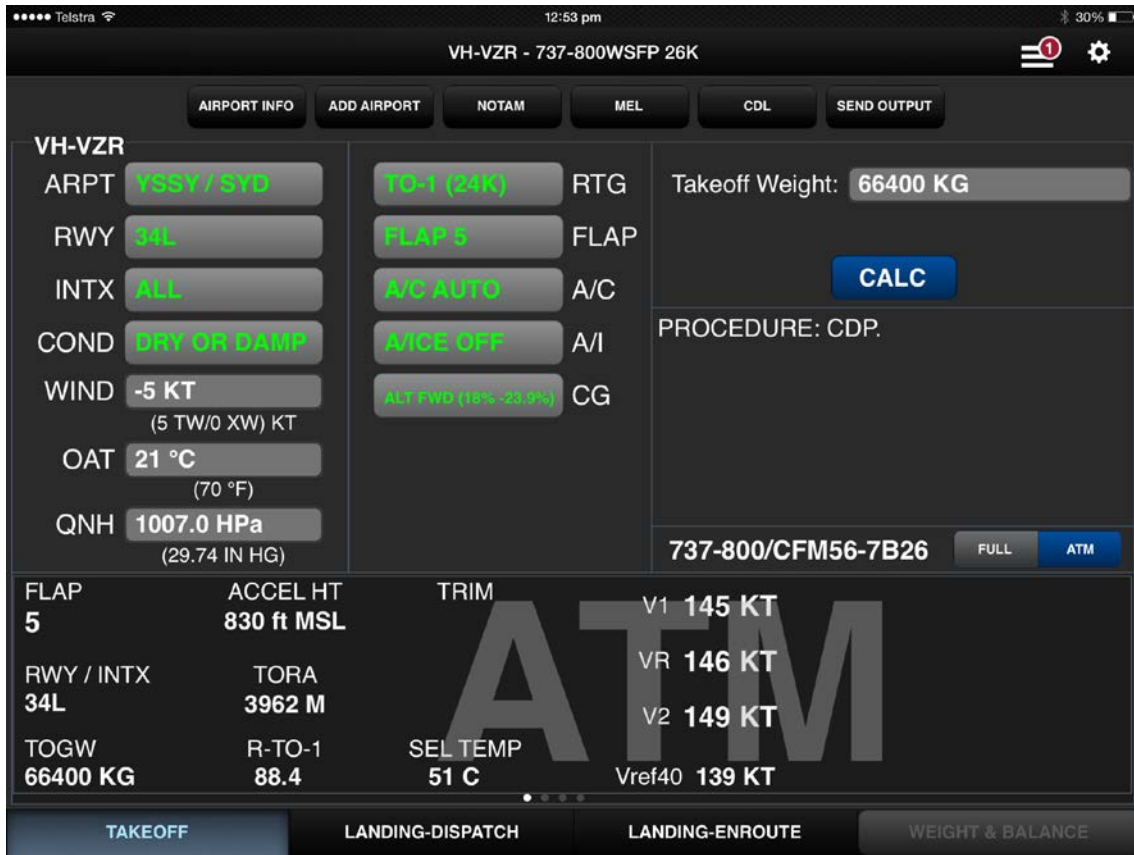 Telstra 12:53 pm 30%
VH-VZR - 737-800WSFP 26K 1
AIRPORT INFO ADD AIRPORT NOTAM MEL CDL SEND OUTPUT
VH-VZR
ARPT YSSY / SYD TO-1 (24K) RTG Takeoff Weight: 66400 KG
RWY 34L FLAP 5 FLAP
INTX ALL A/C AUTO A/C CALC
COND DRY OR DAMP A/ICE OFF A/I PROCEDURE: CDP.
WIND -5 KT ALT FWD (18% -23.9%) CG
(5 TW/0 XW) KT
OAT 21 °C
(70 °F)
QNH 1007.0 HPa
(29.74 IN HG) 737-800/CFM56-7B26 FULL ATM
ATM
FLAP ACCEL HT TRIM V1 145 KT
5 830 ft MSL
RWY / INTX TORA VR 146 KT
34L 3962 M V2 149 KT
TOGW R-TO-1 SEL TEMP
66400 KG 88.4 51 C Vref40 139 KT
TAKEOFF LANDING-DISPATCH LANDING-ENROUTE WEIGHT & BALANCE